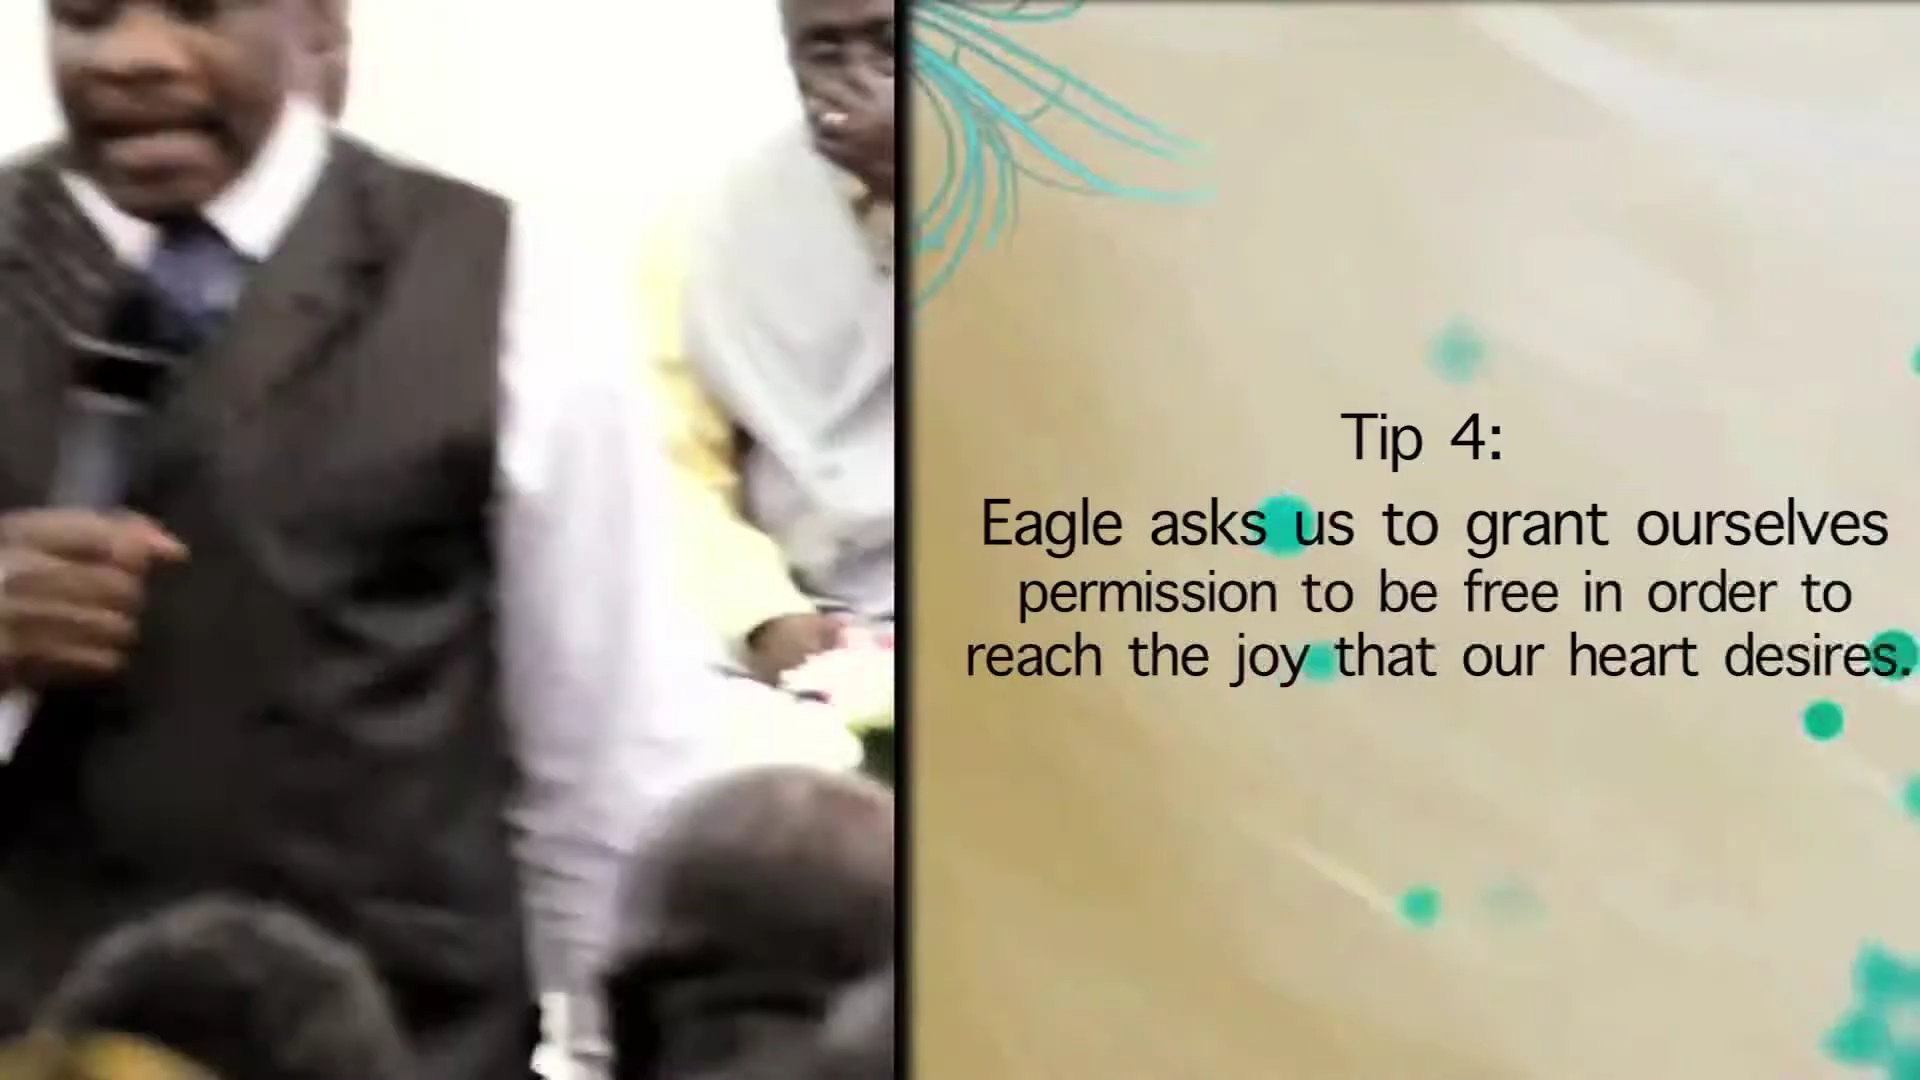 Tip 4:
Eagle asks us to grant ourselves
permission to be free in order to
reach the joy that our heart desires.